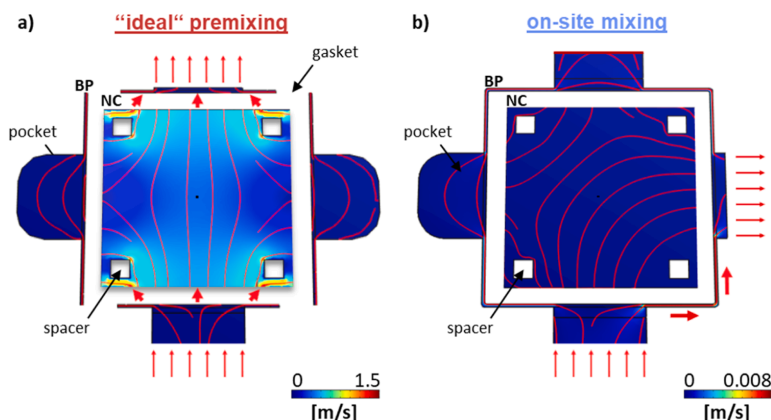 a)
“ideal“ premixing
gasket
BP
NC
pocket
spacer
0 1.5
[m/s]
b)
on-site mixing
BP
NC
pocket
spacer
0 0.008
[m/s]